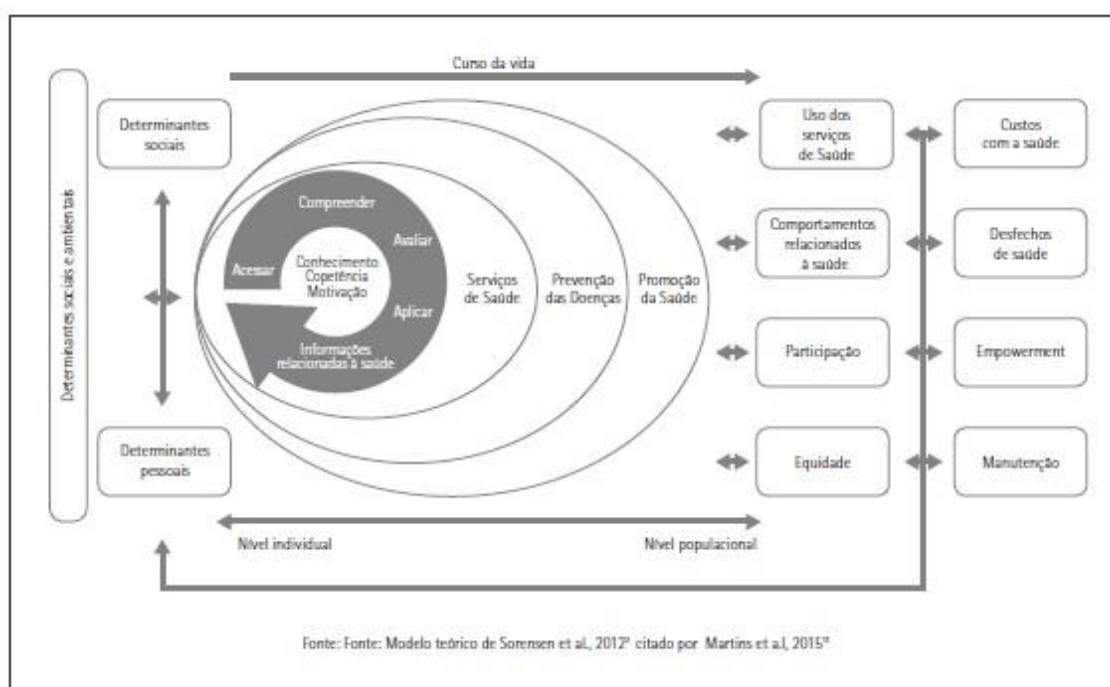 Curso da vida
Determinantes sociais e ambientais
Determinantes
sociais
Determinantes
pessoais
Compreender
Avaliar
Acessar
Aplicar
Conhecimento
Copetência
Motivação
Informações
relacionadas à saúde
Serviços
de Saúde
Prevenção
das Doenças
Promoção
da Saúde
Uso dos
serviços
de Saúde
Custos
com a saúde
Comportamentos
relacionados
à saúde
Desfechos
de saúde
Participação
Empowerment
Equidade
Manutenção
Nível individual
Nível populacional
Fonte: Fonte: Modelo teórico de Sorensen et al., 2012 citado por Martins et a.l, 2015